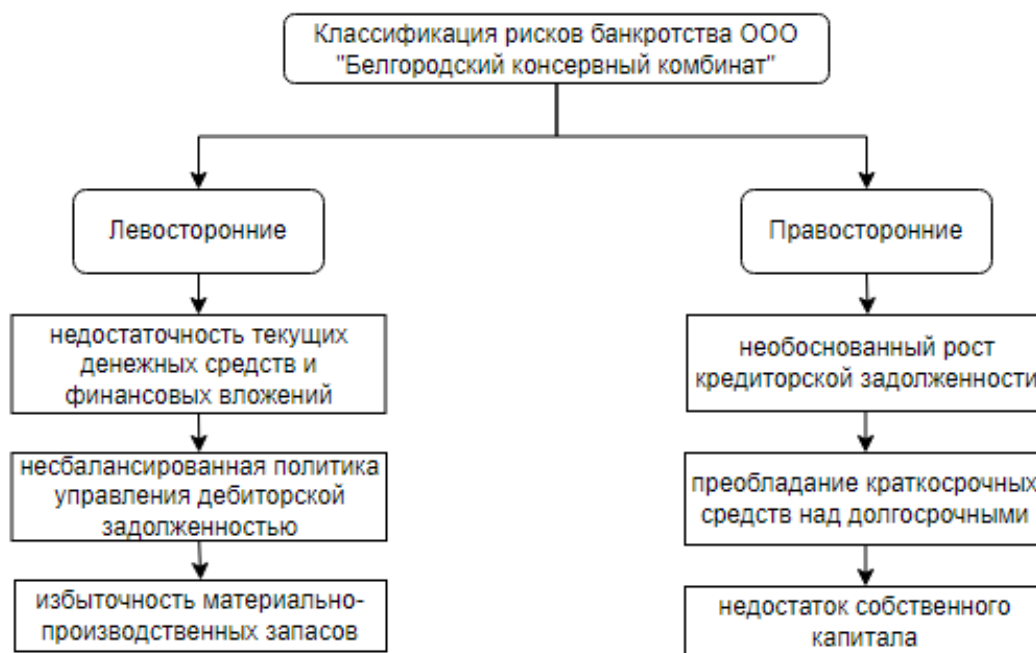 Классификация рисков банкротства ООО
"Белгородский консервный комбинат"
Левосторонние
Правосторонние
недостаточность текущих
денежных средств и
финансовых вложений
необоснованный рост
кредиторской задолженности
несбалансированная политика
управления дебиторской
задолженностью
преобладание краткосрочных
средств над долгосрочными
избыточность материально-
производственных запасов
недостаток собственного
капитала